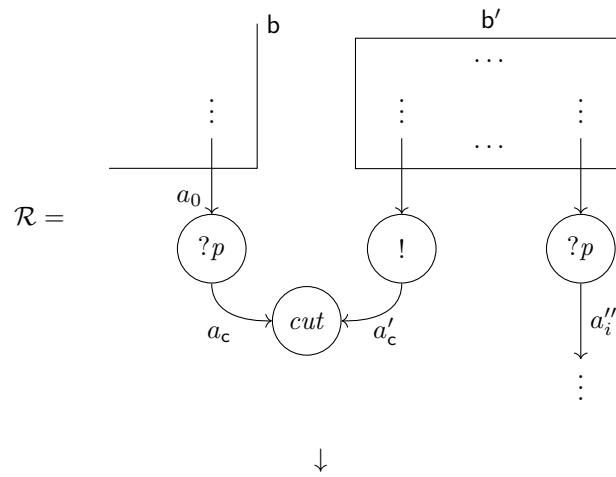 b b′
⋯
⋮ ⋮ ⋮
⋯
a₀
ℛ =
?p ! ?p
cut
a_c a′_c a″_i
⋮
↓